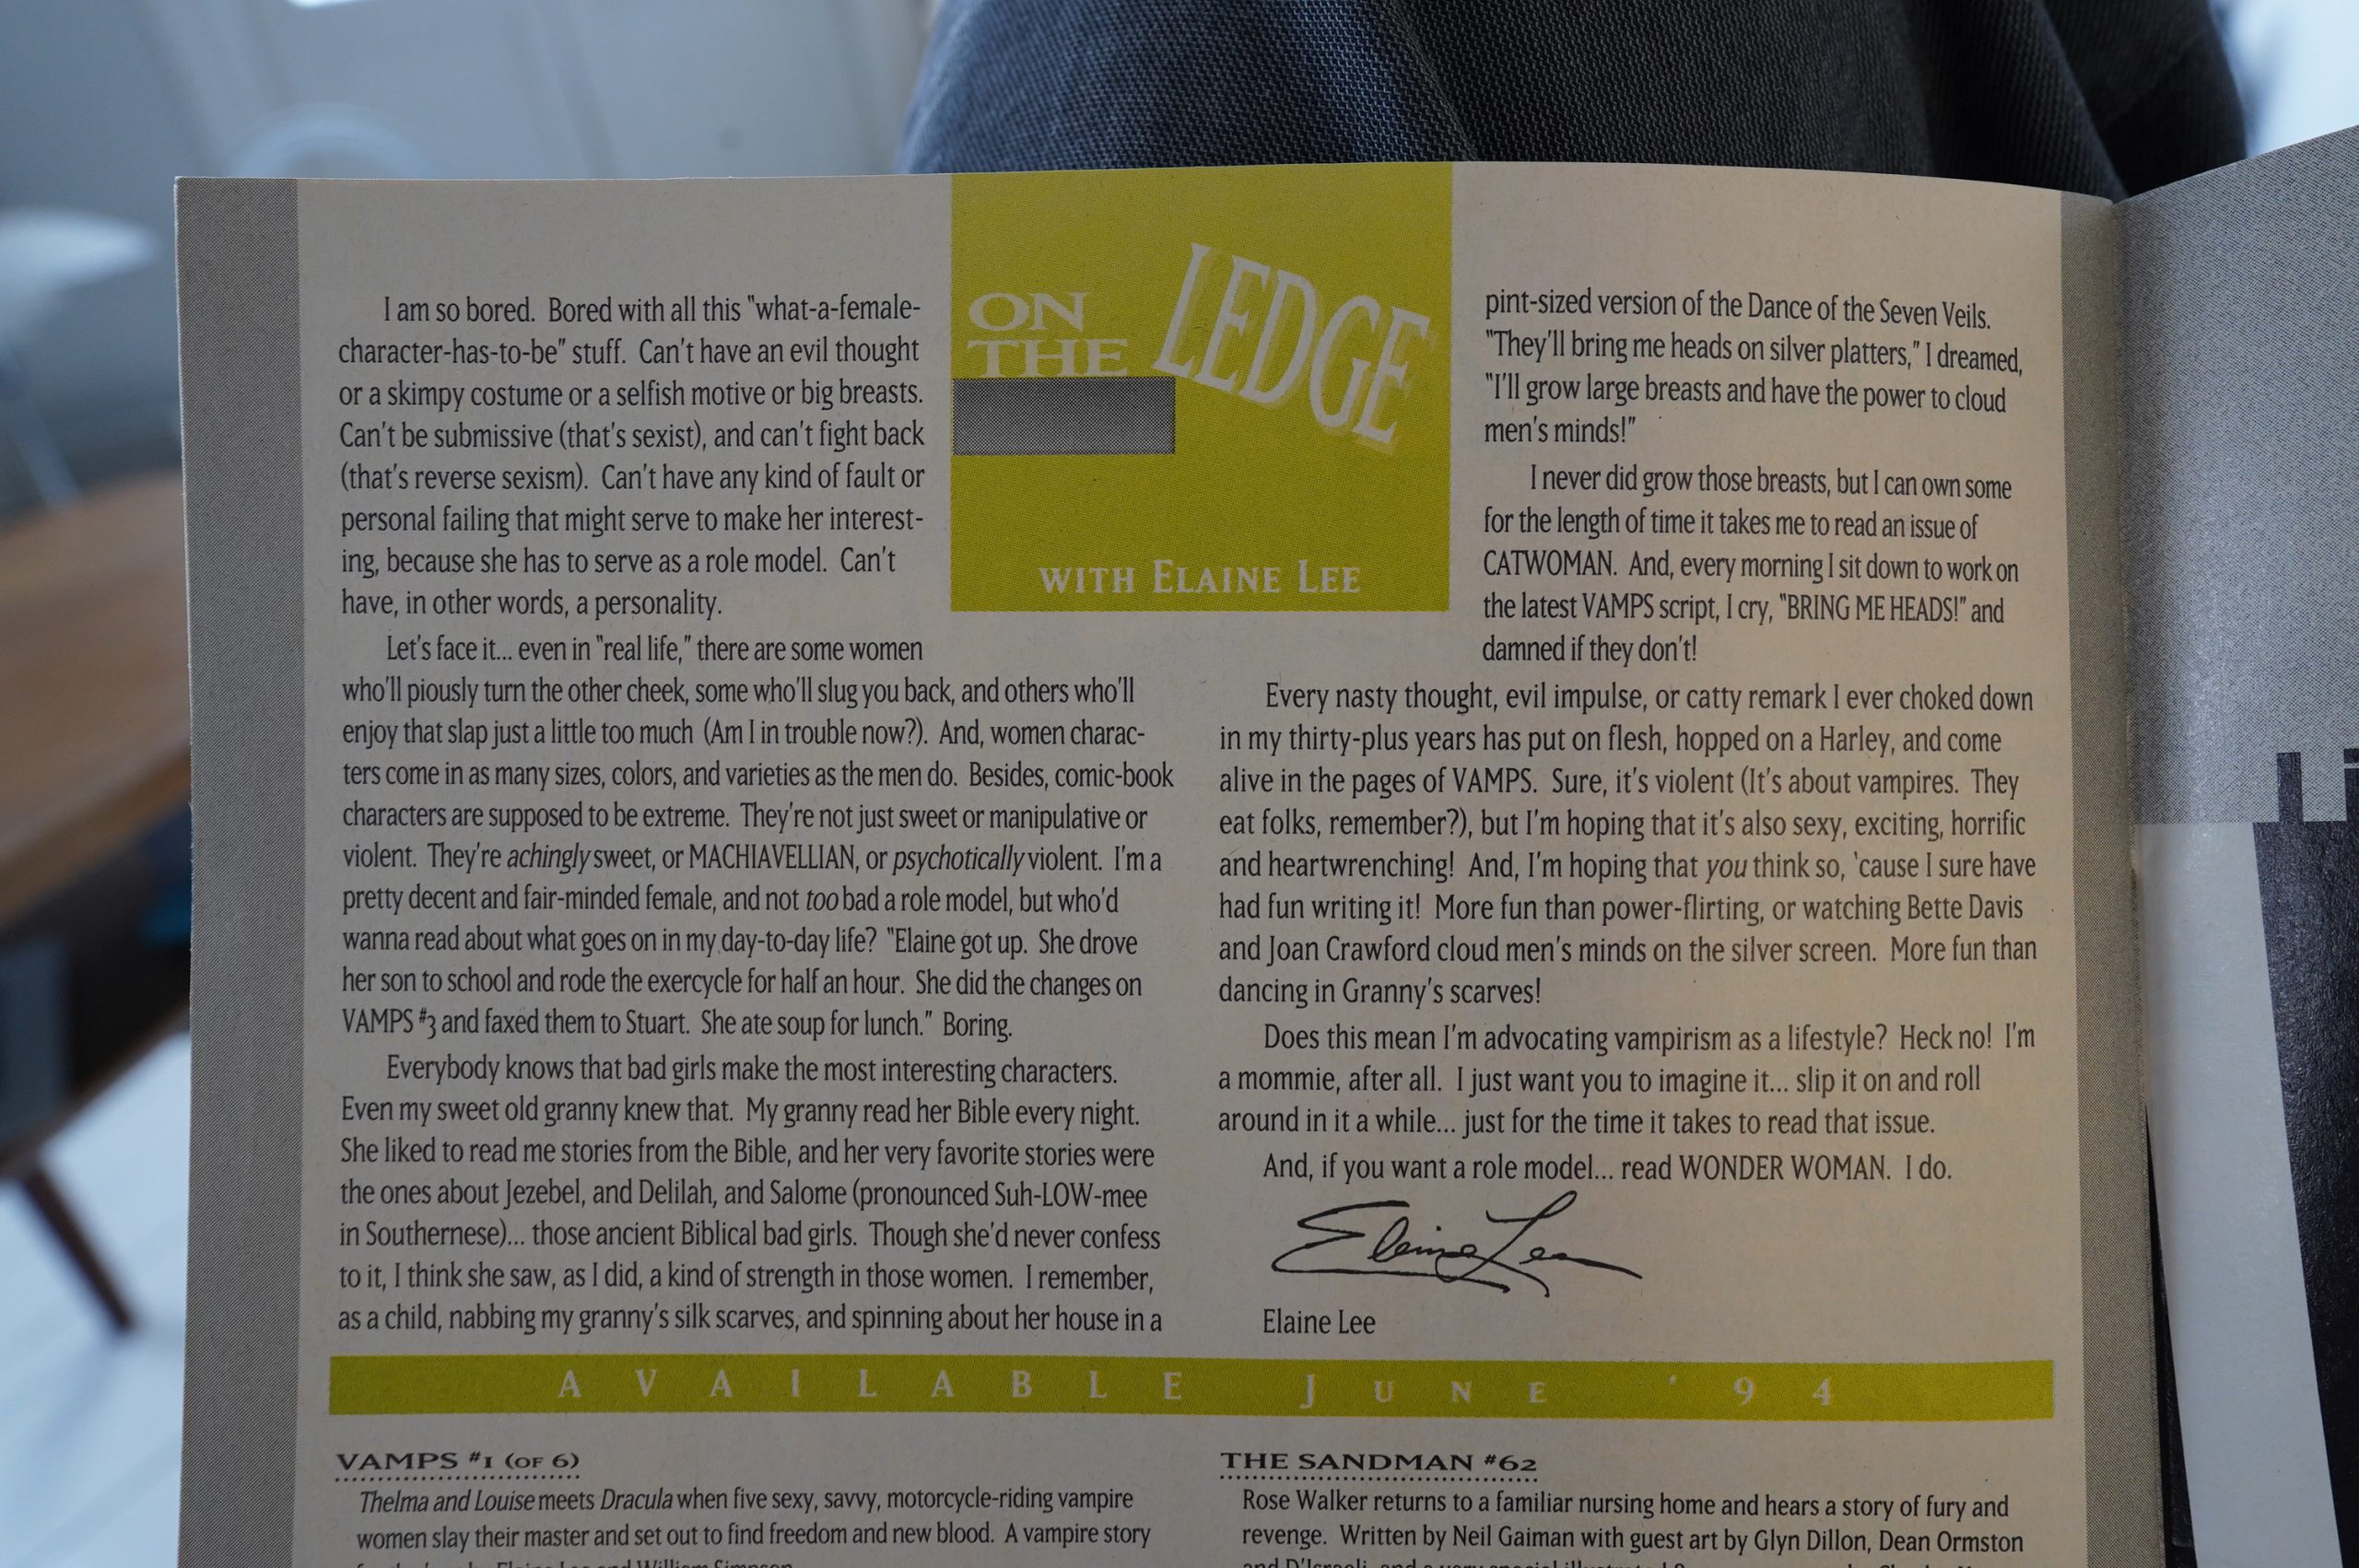 I am so bored. Bored with all this "what-a-female-
character-has-to-be" stuff. Can't have an evil thought
or a skimpy costume or a selfish motive or big breasts.
Can't be submissive (that's sexist), and can't fight back
(that's reverse sexism). Can't have any kind of fault or
personal failing that might serve to make her interest-
ing, because she has to serve as a role model. Can't
have, in other words, a personality.
Let's face it... even in "real life," there are some women
who'll piously turn the other cheek, some who'll slug you back, and others who'll
enjoy that slap just a little too much (Am I in trouble now?). And, women charac-
ters come in as many sizes, colors, and varieties as the men do. Besides, comic-book
characters are supposed to be extreme. They're not just sweet or manipulative or
violent. They're achingly sweet, or MACHIAVELLIAN, or psychotically violent. I'm a
pretty decent and fair-minded female, and not too bad a role model, but who'd
wanna read about what goes on in my day-to-day life? "Elaine got up. She drove
her son to school and rode the exercycle for half an hour. She did the changes on
VAMPS #3 and faxed them to Stuart. She ate soup for lunch." Boring.
Everybody knows that bad girls make the most interesting characters.
Even my sweet old granny knew that. My granny read her Bible every night.
She liked to read me stories from the Bible, and her very favorite stories were
the ones about Jezebel, and Delilah, and Salome (pronounced Suh-LOW-mee
in Southernese)... those ancient Biblical bad girls. Though she'd never confess
to it, I think she saw, as I did, a kind of strength in those women. I remember,
as a child, nabbing my granny's silk scarves, and spinning about her house in a
ON
THE
LEDGE
WITH ELAINE LEE
pint-sized version of the Dance of the Seven Veils.
"They'll bring me heads on silver platters," I dreamed,
"I'll grow large breasts and have the power to cloud
men's minds!"
I never did grow those breasts, but I can own some
for the length of time it takes me to read an issue of
CATWOMAN. And, every morning I sit down to work on
the latest VAMPS script, I cry, "BRING ME HEADS!" and
damned if they don't!
Every nasty thought, evil impulse, or catty remark I ever choked down
in my thirty-plus years has put on flesh, hopped on a Harley, and come
alive in the pages of VAMPS. Sure, it's violent (It's about vampires. They
eat folks, remember?), but I'm hoping that it's also sexy, exciting, horrific
and heartwrenching! And, I'm hoping that you think so, 'cause I sure have
had fun writing it! More fun than power-flirting, or watching Bette Davis
and Joan Crawford cloud men's minds on the silver screen. More fun than
dancing in Granny's scarves!
Does this mean I'm advocating vampirism as a lifestyle? Heck no! I'm
a mommie, after all. I just want you to imagine it... slip it on and roll
around in it a while... just for the time it takes to read that issue.
And, if you want a role model... read WONDER WOMAN. I do.
Elaine Lee
Elaine Lee
AVAILABLE JUNE '94
VAMPS #1 (OF 6)
Thelma and Louise meets Dracula when five sexy, savvy, motorcycle-riding vampire
women slay their master and set out to find freedom and new blood. A vampire story
THE SANDMAN #62
Rose Walker returns to a familiar nursing home and hears a story of fury and
revenge. Written by Neil Gaiman with guest art by Glyn Dillon, Dean Ormston